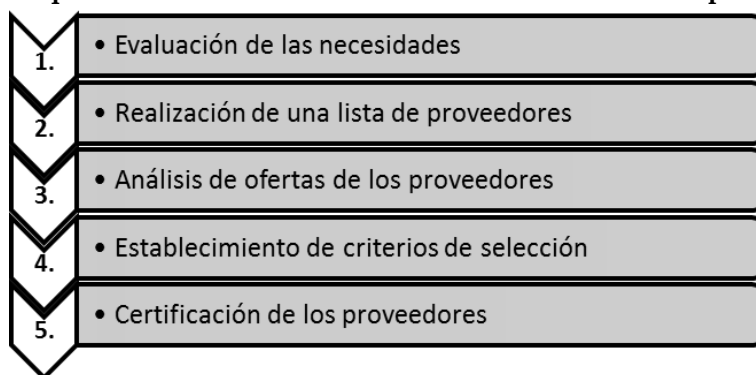 1. • Evaluación de las necesidades
2. • Realización de una lista de proveedores
3. • Análisis de ofertas de los proveedores
4. • Establecimiento de criterios de selección
5. • Certificación de los proveedores